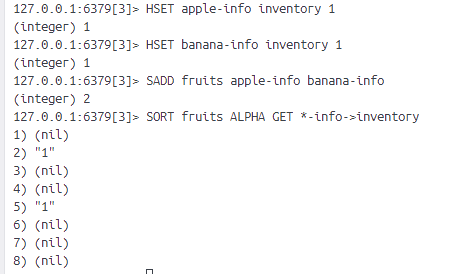 127.0.0.1:6379[3]> HSET apple-info inventory 1
(integer) 1
127.0.0.1:6379[3]> HSET banana-info inventory 1
(integer) 1
127.0.0.1:6379[3]> SADD fruits apple-info banana-info
(integer) 2
127.0.0.1:6379[3]> SORT fruits ALPHA GET *-info->inventory
1) (nil)
2) "1"
3) (nil)
4) (nil)
5) "1"
6) (nil)
7) (nil)
8) (nil)